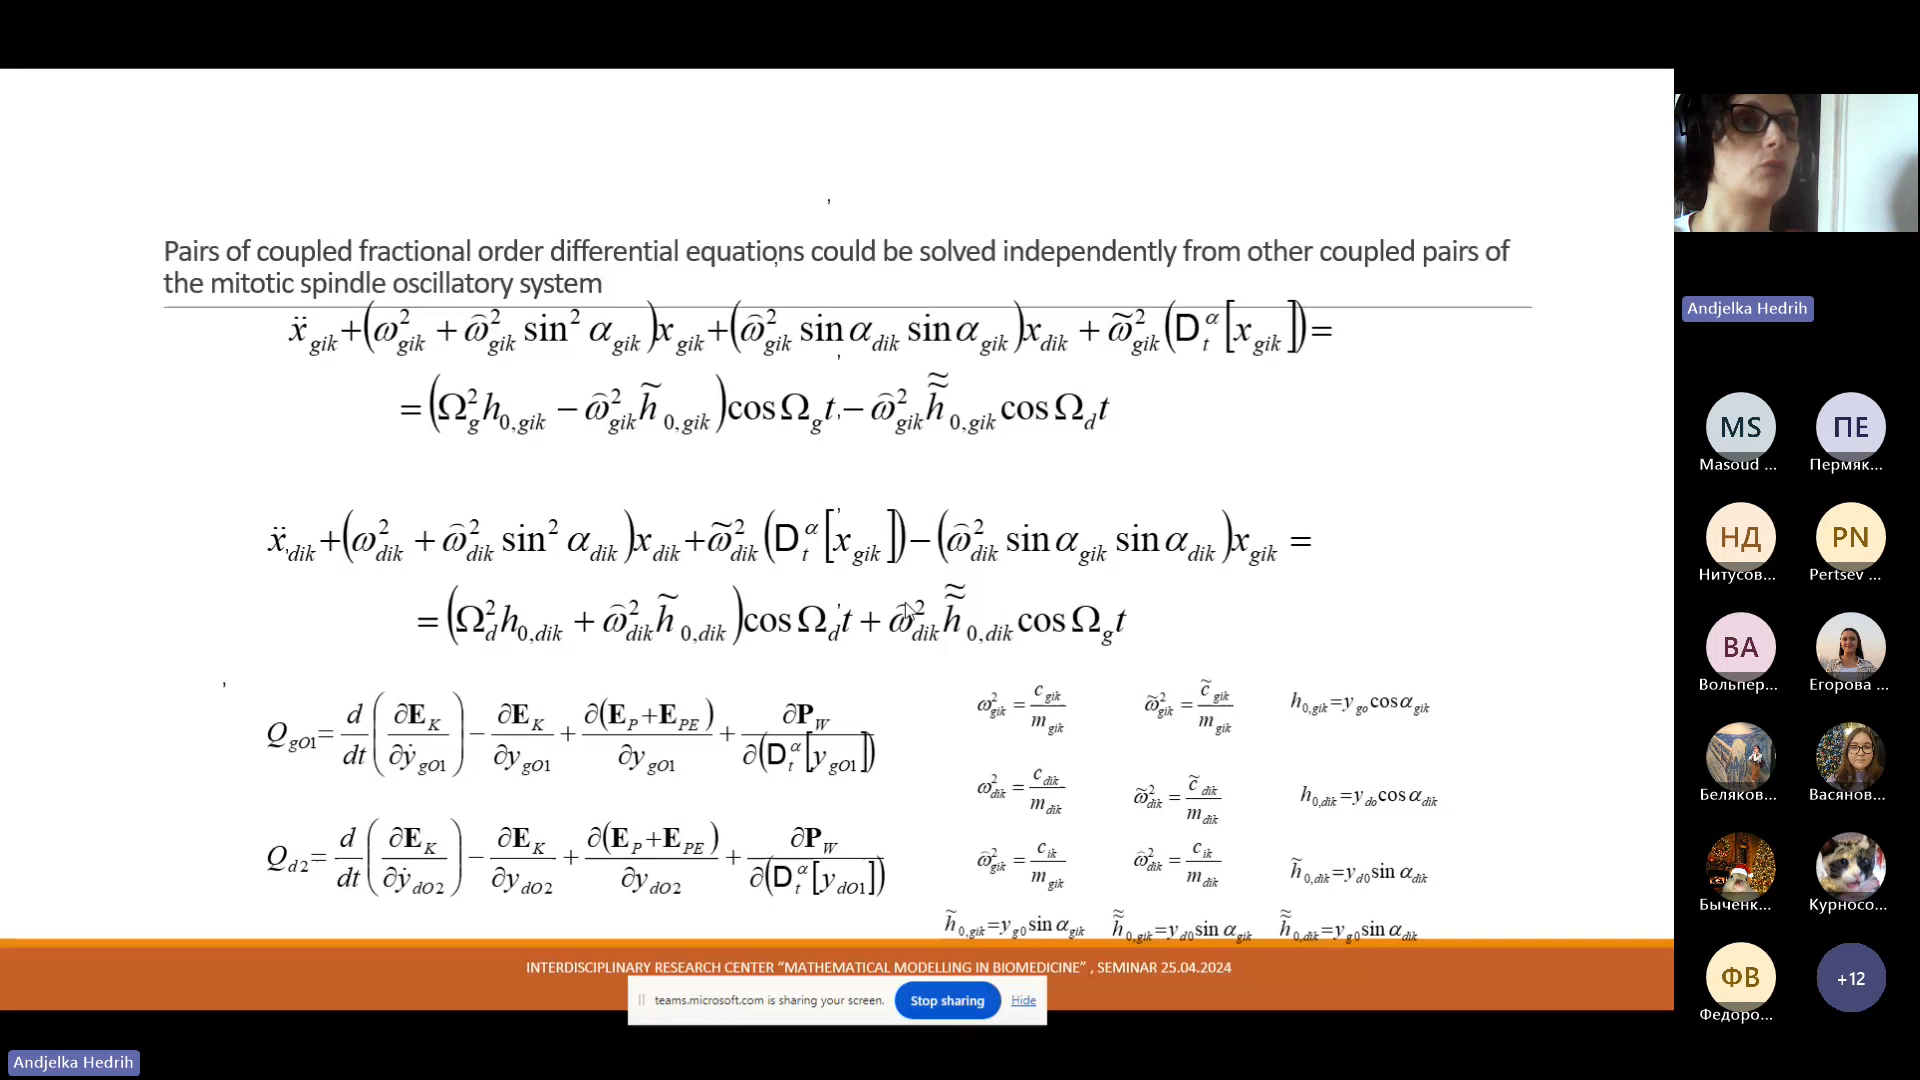 Pairs of coupled fractional order differential equations could be solved independently from other coupled pairs of
the mitotic spindle oscillatory system
ẍ_gik+(ω²_gik + ω̂²_gik sin² α_gik)x_gik+(ω̂²_gik sin α_dik sin α_gik)x_dik + ω̃²_gik(D^α_t[x_gik])=
=(Ω²_g h_0,gik − ω̂²_gik h̃_0,gik)cos Ω_g t − ω̂²_gik h̃̃_0,gik cos Ω_d t
ẍ_dik+(ω²_dik + ω̂²_dik sin² α_dik)x_dik+ω̃²_dik(D^α_t[x_gik])−(ω̂²_dik sin α_gik sin α_dik)x_gik =
=(Ω²_d h_0,dik + ω̂²_dik h̃_0,dik)cos Ω_d t + ω̂²_dik h̃̃_0,dik cos Ω_g t
Q_gO1= d/dt(∂E_K/∂ẏ_gO1) − ∂E_K/∂y_gO1 + ∂(E_P+E_PE)/∂y_gO1 + ∂P_W/∂(D^α_t[y_gO1])
Q_d2= d/dt(∂E_K/∂ẏ_dO2) − ∂E_K/∂y_dO2 + ∂(E_P+E_PE)/∂y_dO2 + ∂P_W/∂(D^α_t[y_dO1])
ω²_gik = c_gik/m_gik ω̃²_gik = c̃_gik/m_gik h_0,gik=y_go cos α_gik
ω²_dik = c_dik/m_dik ω̃²_dik = c̃_dik/m_dik h_0,dik=y_do cos α_dik
ω̂²_gik = c_ik/m_gik ω̂²_dik = c_ik/m_dik h̃_0,dik=y_d0 sin α_dik
h̃_0,gik=y_g0 sin α_gik h̃̃_0,gik=y_d0 sin α_gik h̃̃_0,dik=y_g0 sin α_dik
INTERDISCIPLINARY RESEARCH CENTER "MATHEMATICAL MODELLING IN BIOMEDICINE" , SEMINAR 25.04.2024
teams.microsoft.com is sharing your screen. Stop sharing Hide
Andjelka Hedrih
Andjelka Hedrih
MS ПЕ
Masoud ... Пермяк...
НД PN
Нитусов... Pertsev ...
ВА
Вольпер... Егорова ...
Беляков... Васянов...
Быченк... Курносо...
ФВ +12
Федоро...